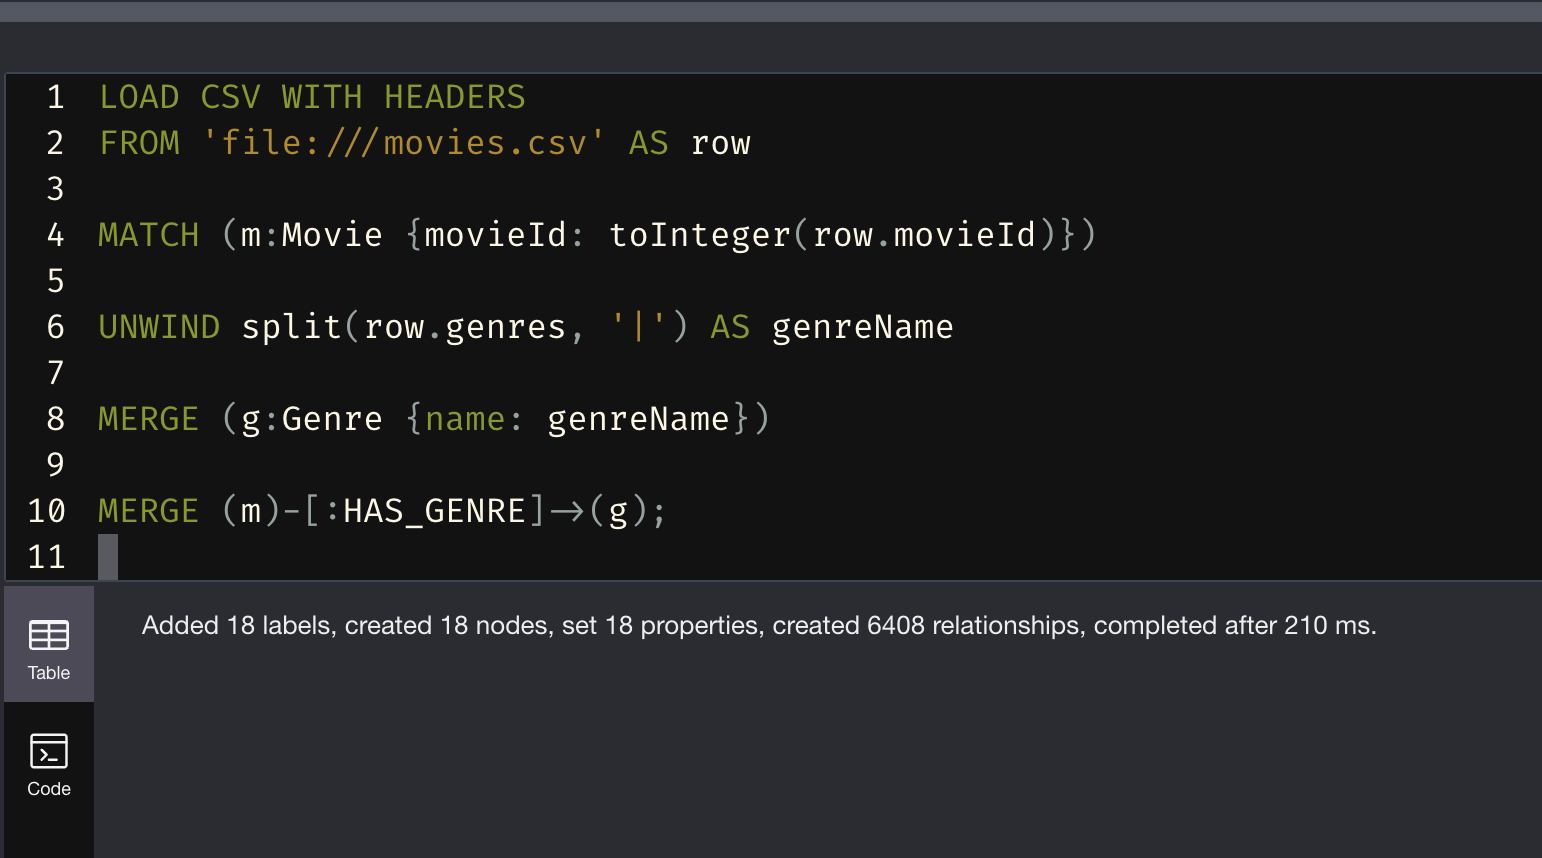 1 LOAD CSV WITH HEADERS
2 FROM 'file:///movies.csv' AS row
3
4 MATCH (m:Movie {movieId: toInteger(row.movieId)})
5
6 UNWIND split(row.genres, '|') AS genreName
7
8 MERGE (g:Genre {name: genreName})
9
10 MERGE (m)-[:HAS_GENRE]->(g);
11
Added 18 labels, created 18 nodes, set 18 properties, created 6408 relationships, completed after 210 ms.
Table
Code